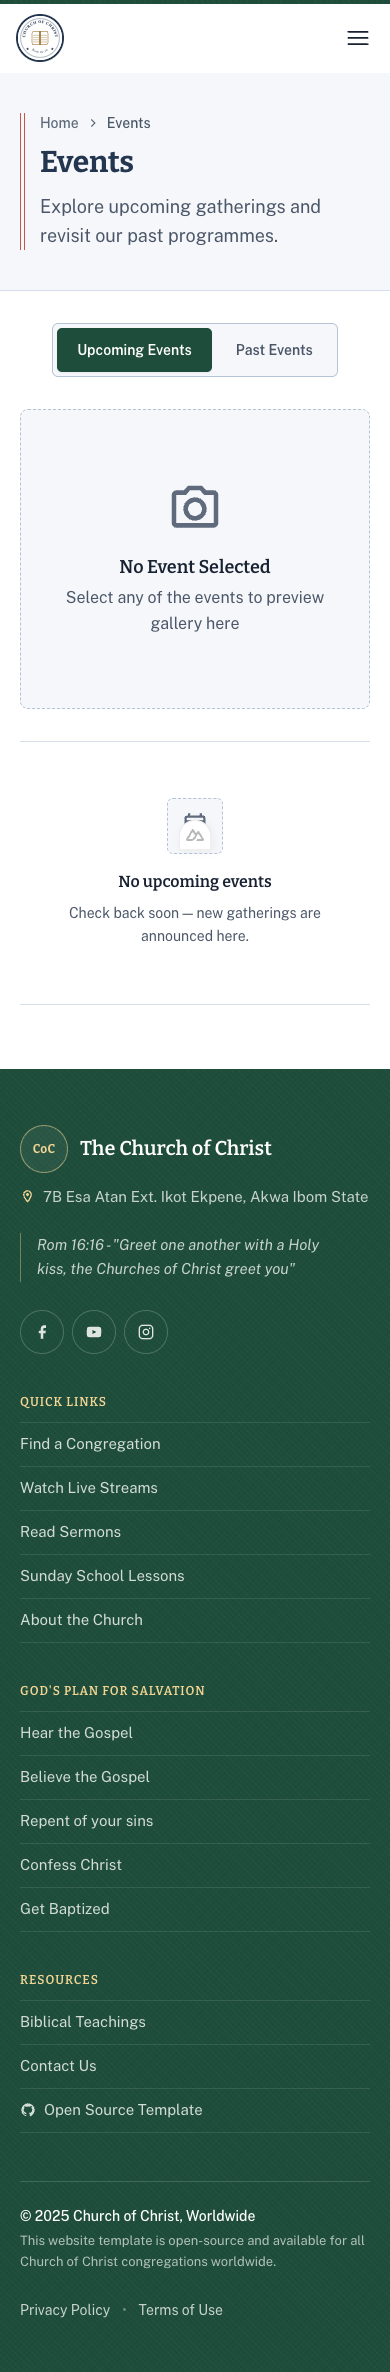 CHURCH OF CHRIST
Home > Events
Events
Explore upcoming gatherings and
revisit our past programmes.
Upcoming Events Past Events
No Event Selected
Select any of the events to preview
gallery here
No upcoming events
Check back soon — new gatherings are
announced here.
CoC The Church of Christ
7B Esa Atan Ext. Ikot Ekpene, Akwa Ibom State
Rom 16:16 - "Greet one another with a Holy
kiss, the Churches of Christ greet you"
QUICK LINKS
Find a Congregation
Watch Live Streams
Read Sermons
Sunday School Lessons
About the Church
GOD'S PLAN FOR SALVATION
Hear the Gospel
Believe the Gospel
Repent of your sins
Confess Christ
Get Baptized
RESOURCES
Biblical Teachings
Contact Us
Open Source Template
© 2025 Church of Christ, Worldwide
This website template is open-source and available for all
Church of Christ congregations worldwide.
Privacy Policy • Terms of Use